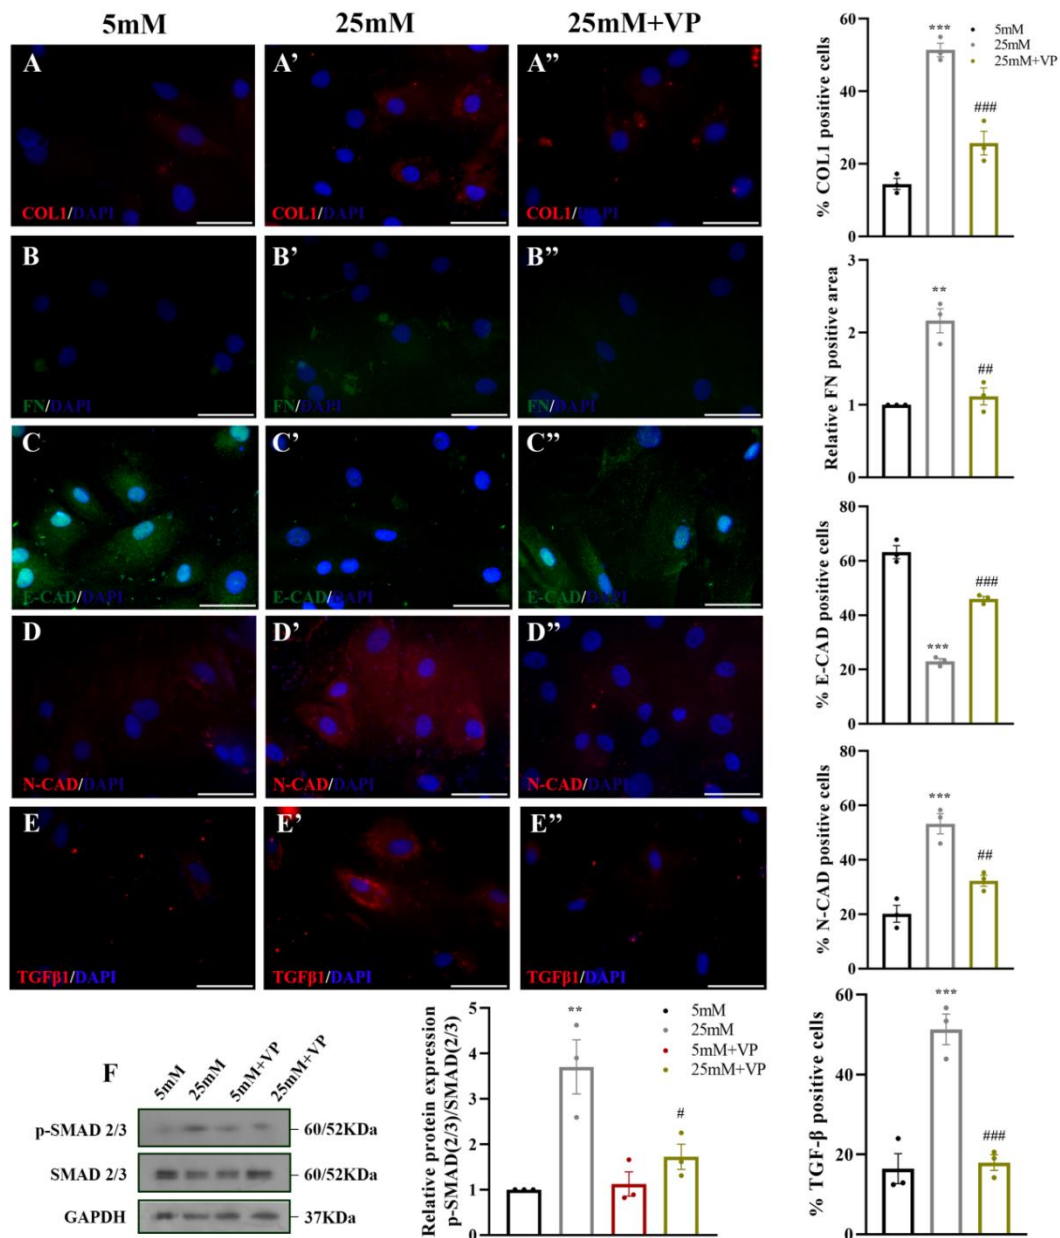 5mM 25mM 25mM+VP
A A’ A”
COL1/DAPI COL1/DAPI COL1/DAPI
B B’ B”
FN/DAPI FN/DAPI FN/DAPI
C C’ C”
E-CAD/DAPI E-CAD/DAPI E-CAD/DAPI
D D’ D”
N-CAD/DAPI N-CAD/DAPI N-CAD/DAPI
E E’ E”
TGFβ1/DAPI TGFβ1/DAPI TGFβ1/DAPI
% COL1 positive cells
60
40
20
0
***
###
5mM
25mM
25mM+VP
Relative FN positive area
3
2
1
0
**
##
% E-CAD positive cells
80
60
40
20
0
***
###
% N-CAD positive cells
80
60
40
20
0
***
##
% TGF-β positive cells
60
40
20
0
***
###
F
5mM 25mM 5mM+VP 25mM+VP
p-SMAD 2/3 60/52KDa
SMAD 2/3 60/52KDa
GAPDH 37KDa
Relative protein expression
p-SMAD(2/3)/SMAD(2/3)
5
4
3
2
1
0
**
#
5mM
25mM
5mM+VP
25mM+VP